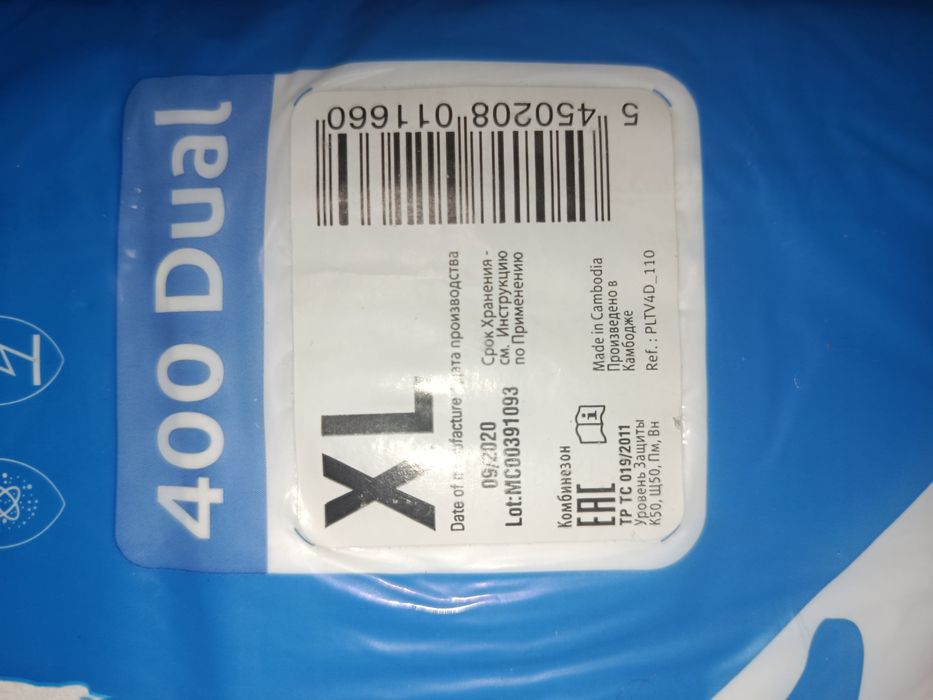 400 Dual
XL
5 450208 011660
Date of manufacture дата производства
09/2020
Lot:MC00391093
Срок Хранения -
см. Инструкцию
по Применению
Комбинезон
EAC
ТР ТС 019/2011
Уровень Защиты
К50, Щ50, Пм, Вн
Made in Cambodia
Произведено в
Камбодже
Ref.: PLTV4D_110